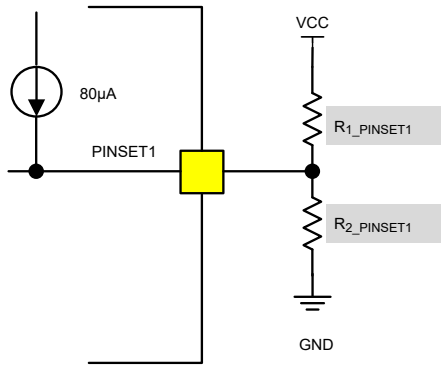 VCC
80µA
R1_PINSET1
PINSET1
R2_PINSET1
GND